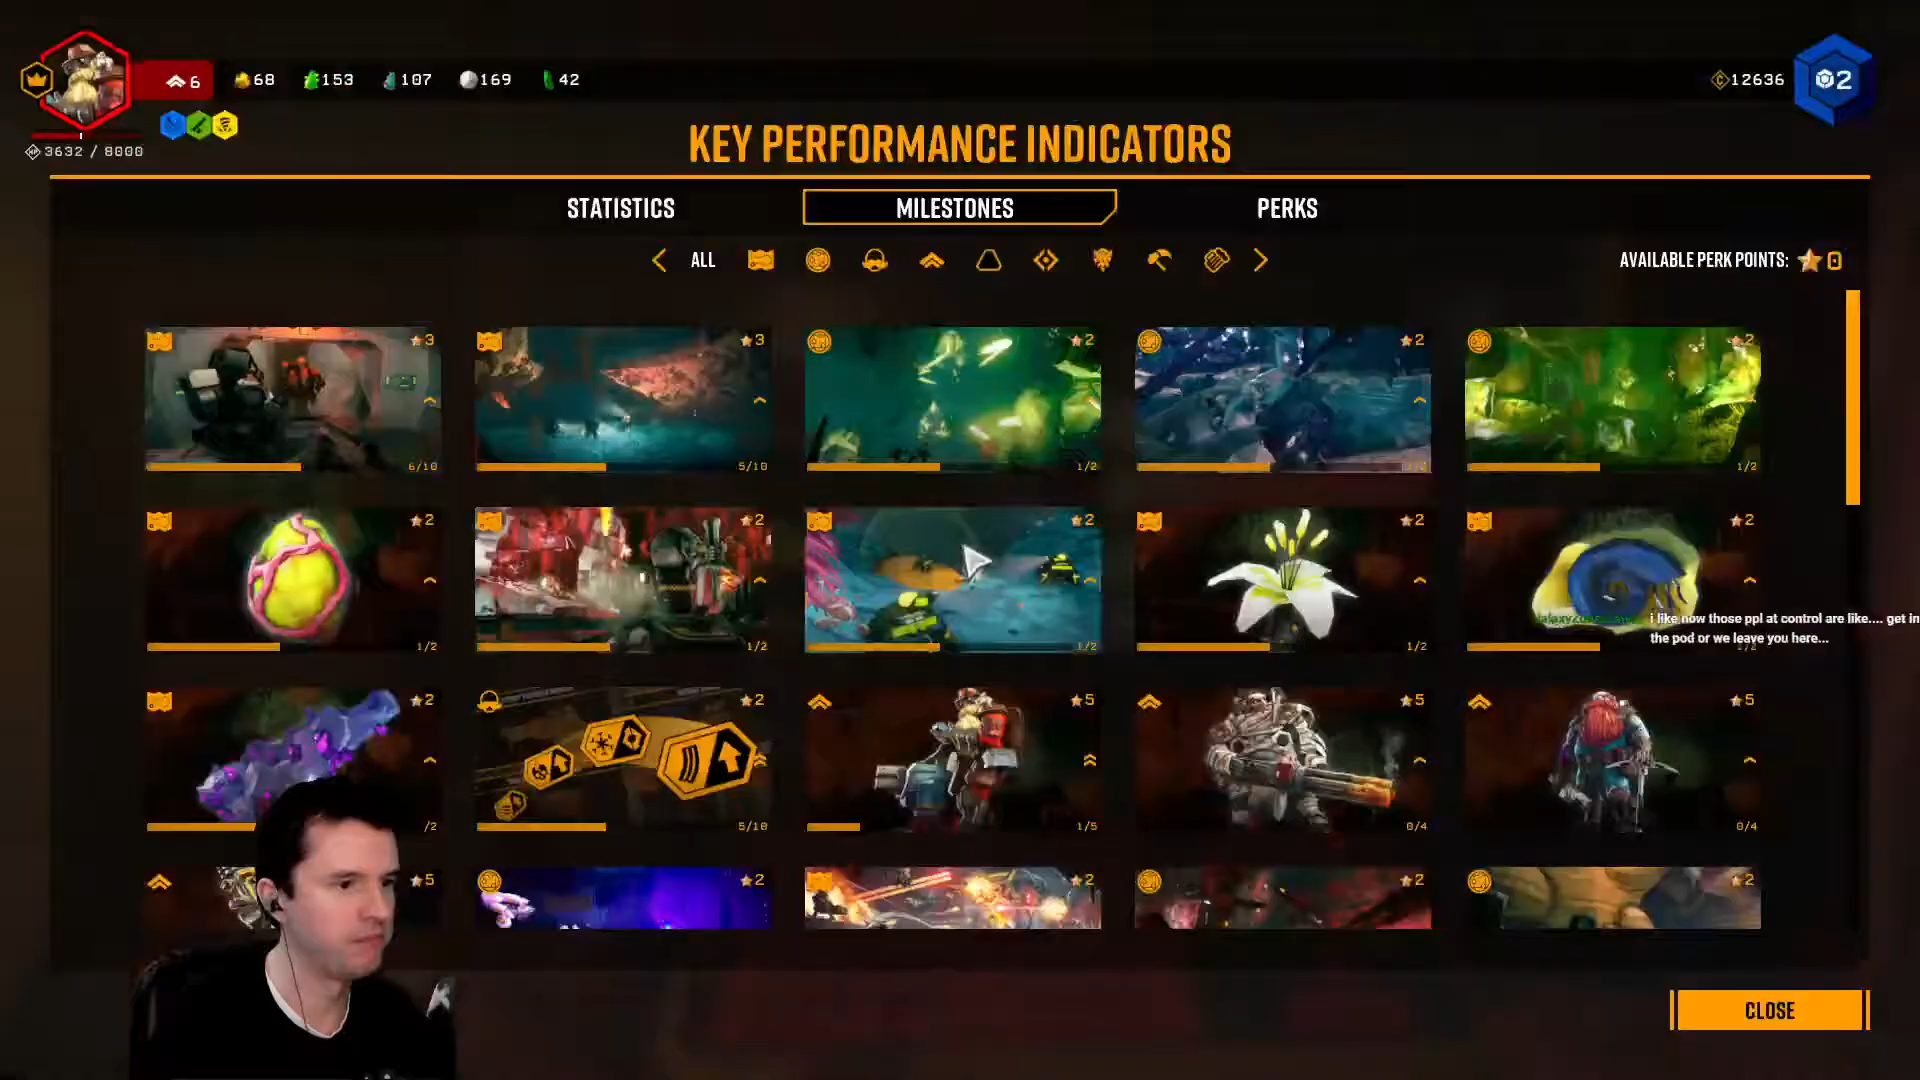 6 68 153 107 169 42
12636 2
3632 / 8000
KEY PERFORMANCE INDICATORS
STATISTICS MILESTONES PERKS
ALL
AVAILABLE PERK POINTS: 0
3 3 2 2 2
6/10 5/10 1/2 1/2
2 2 2 2 2
1/2 1/2 1/2 1/2
i like how those ppl at control are like.... get in
the pod or we leave you here...
2 2 5 5 5
/2 5/10 1/5 0/4 0/4
5 2 2 2 2
CLOSE